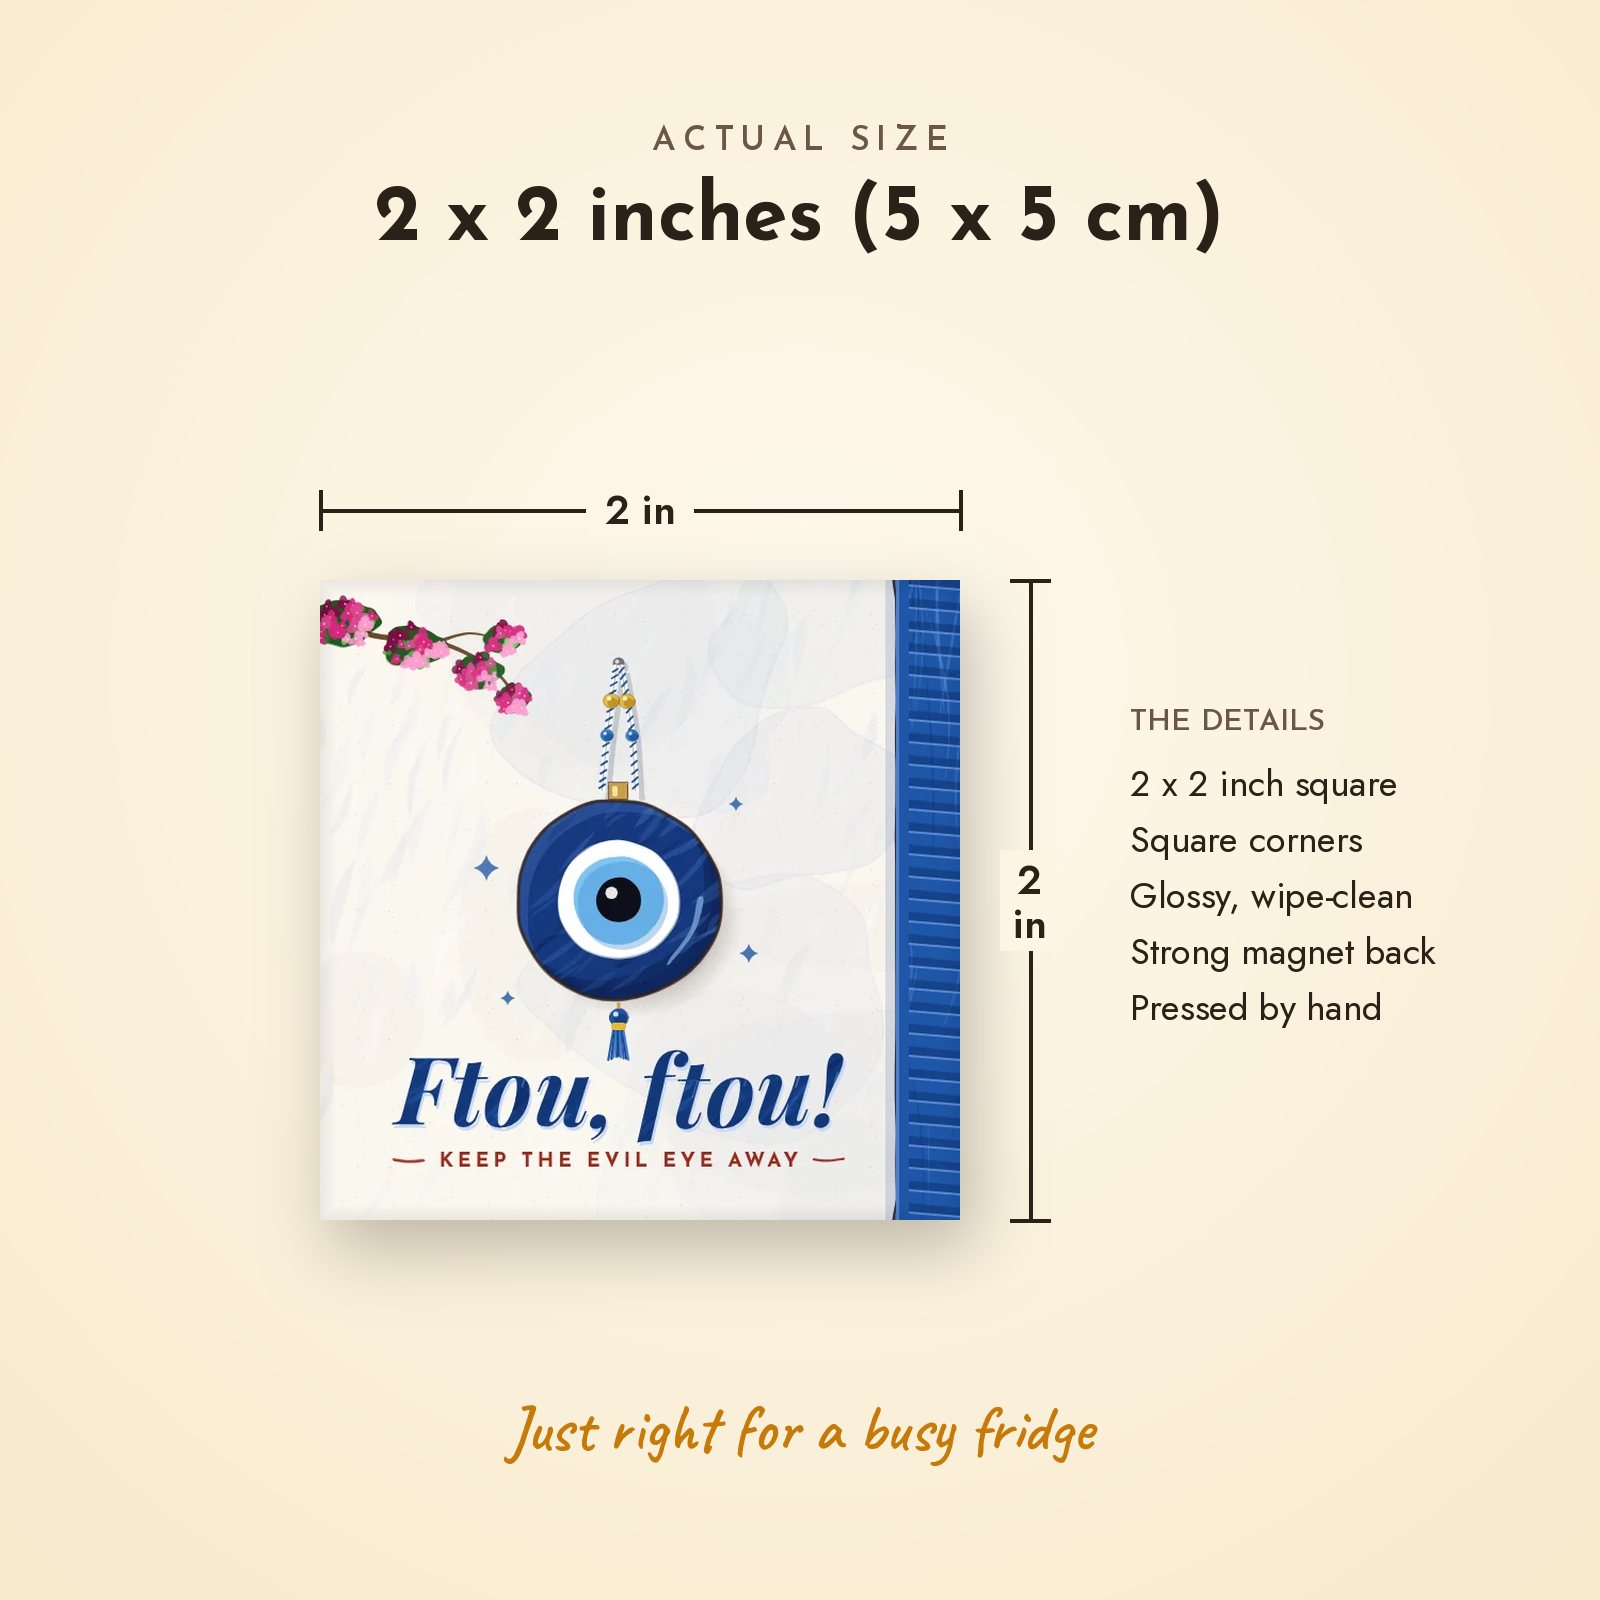 ACTUAL SIZE
2 x 2 inches (5 x 5 cm)
2 in
Ftou, ftou!
KEEP THE EVIL EYE AWAY
2
in
THE DETAILS
2 x 2 inch square
Square corners
Glossy, wipe-clean
Strong magnet back
Pressed by hand
Just right for a busy fridge